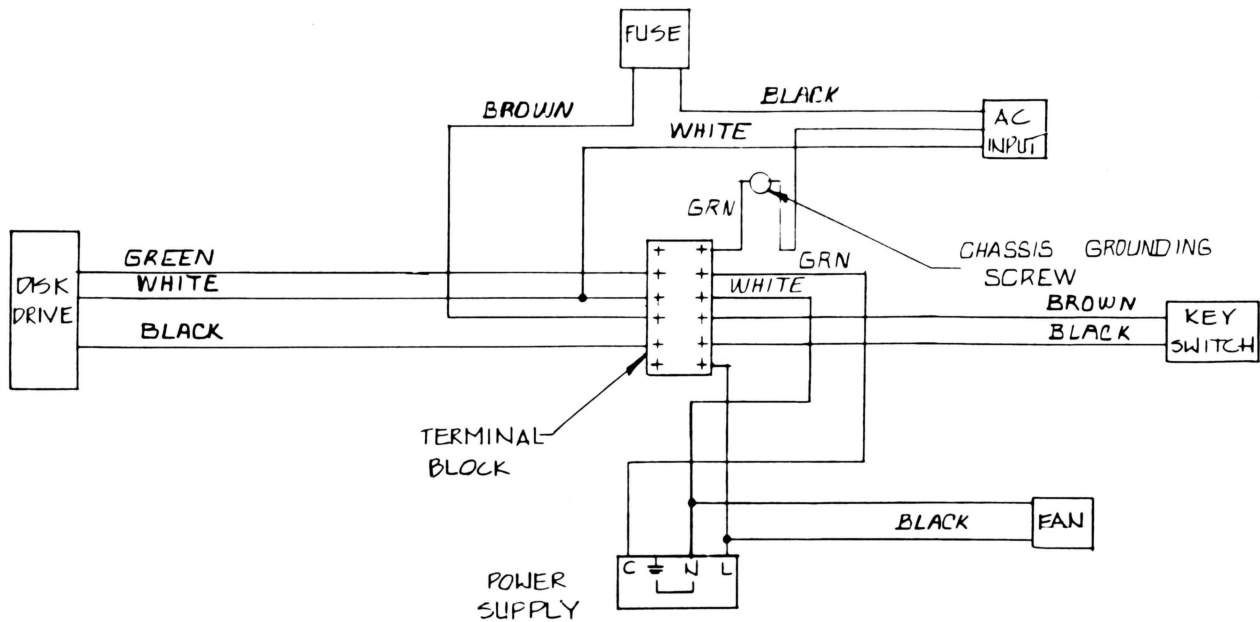 FUSE
BLACK
BROWN
WHITE
AC
INPUT
GRN
CHASSIS GROUNDING
SCREW
GREEN
GRN
WHITE
WHITE
DISK
DRIVE
BROWN
KEY
SWITCH
BLACK
BLACK
TERMINAL
BLOCK
BLACK
FAN
C N L
POWER
SUPPLY